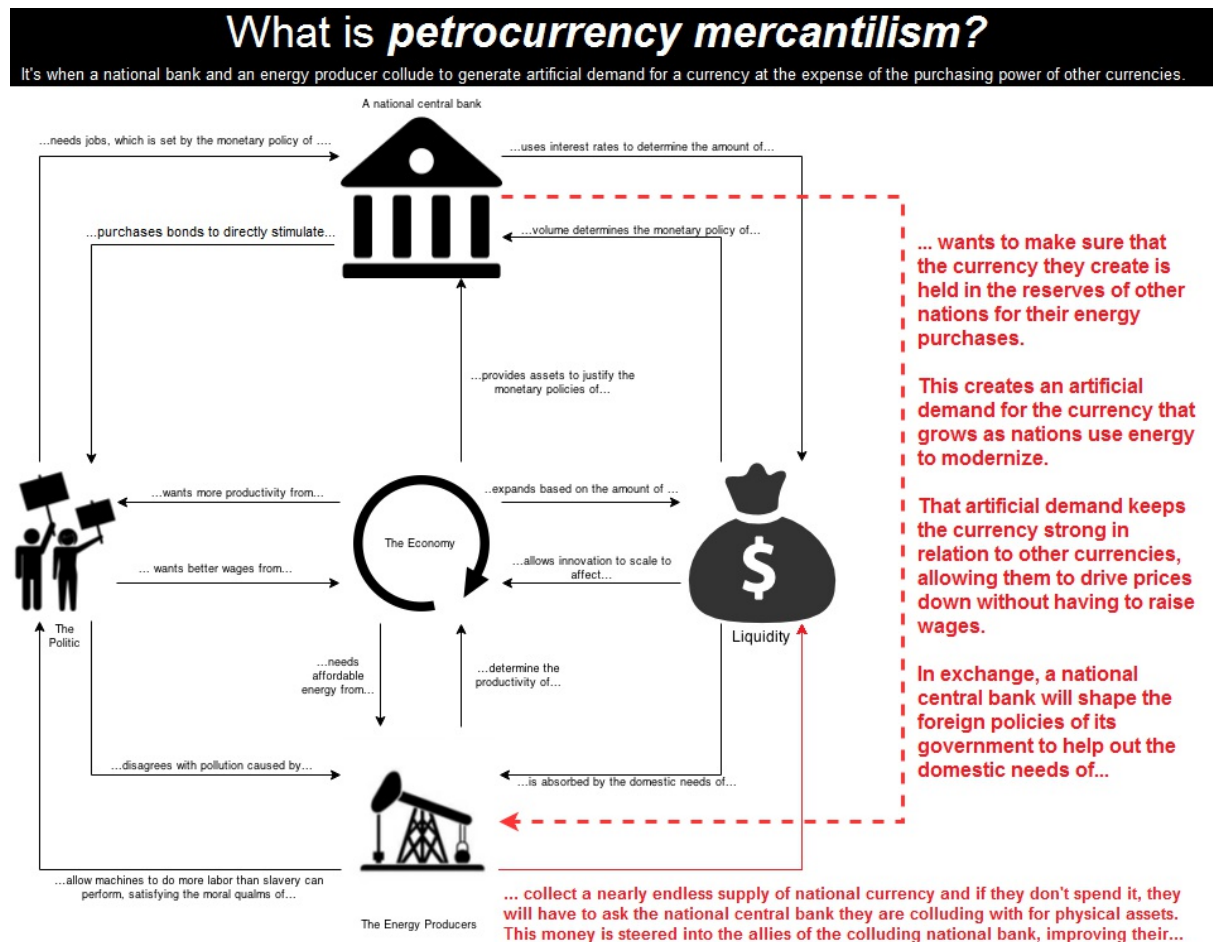 What is petrocurrency mercantilism?
It's when a national bank and an energy producer collude to generate artificial demand for a currency at the expense of the purchasing power of other currencies.
A national central bank
...needs jobs, which is set by the monetary policy of ....
...uses interest rates to determine the amount of...
...purchases bonds to directly stimulate...
...volume determines the monetary policy of...
... wants to make sure that
the currency they create is
held in the reserves of other
nations for their energy
purchases.
This creates an artificial
demand for the currency that
grows as nations use energy
to modernize.
That artificial demand keeps
the currency strong in
relation to other currencies,
allowing them to drive prices
down without having to raise
wages.
In exchange, a national
central bank will shape the
foreign policies of its
government to help out the
domestic needs of...
...provides assets to justify the
monetary policies of...
...wants more productivity from...
..expands based on the amount of ...
The Economy
... wants better wages from...
...allows innovation to scale to
affect...
$
The
Politic
Liquidity
...needs
affordable
energy from...
...determine the
productivity of...
...disagrees with pollution caused by...
...is absorbed by the domestic needs of...
...allow machines to do more labor than slavery can
perform, satisfying the moral qualms of...
The Energy Producers
... collect a nearly endless supply of national currency and if they don't spend it, they
will have to ask the national central bank they are colluding with for physical assets.
This money is steered into the allies of the colluding national bank, improving their...